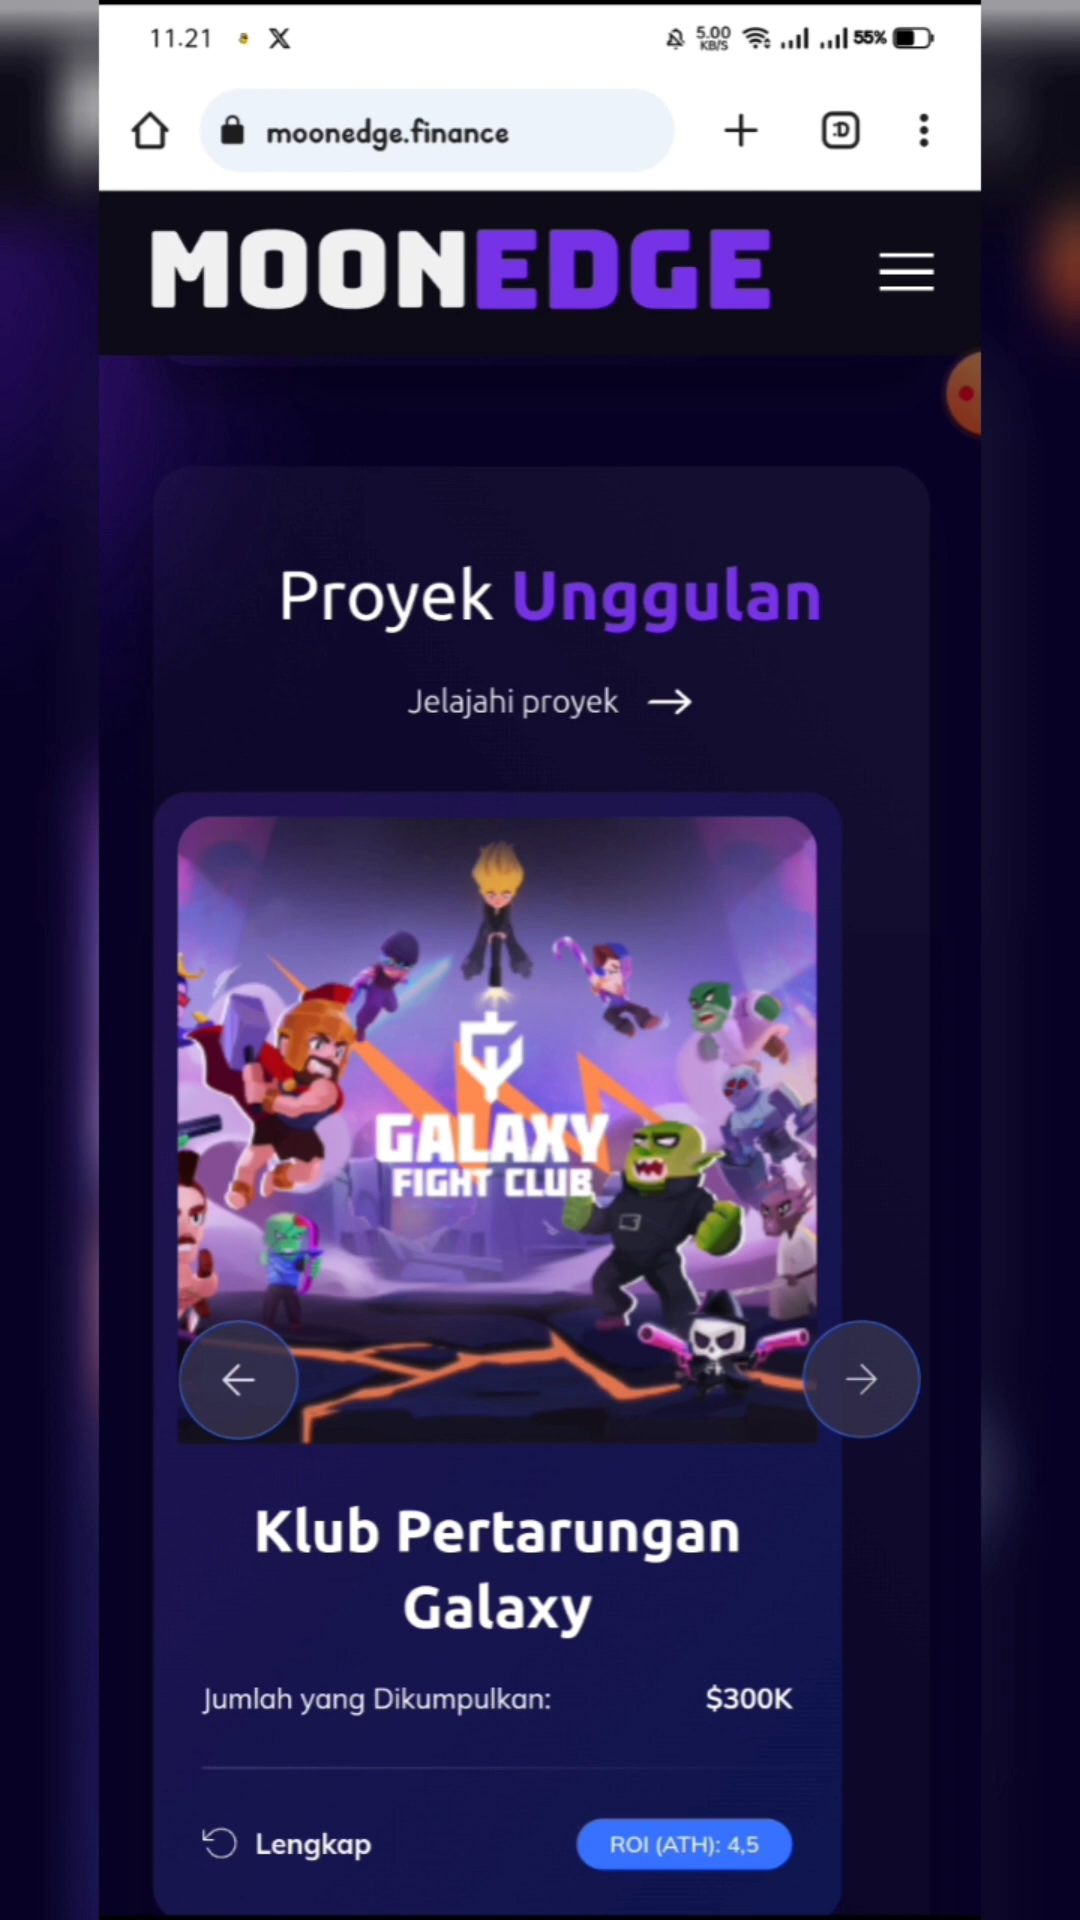 11.21
5.00
KB/S
55%
moonedge.finance
:D
MOONEDGE
Proyek Unggulan
Jelajahi proyek
GALAXY
FIGHT CLUB
Klub Pertarungan
Galaxy
Jumlah yang Dikumpulkan: $300K
Lengkap
ROI (ATH): 4,5